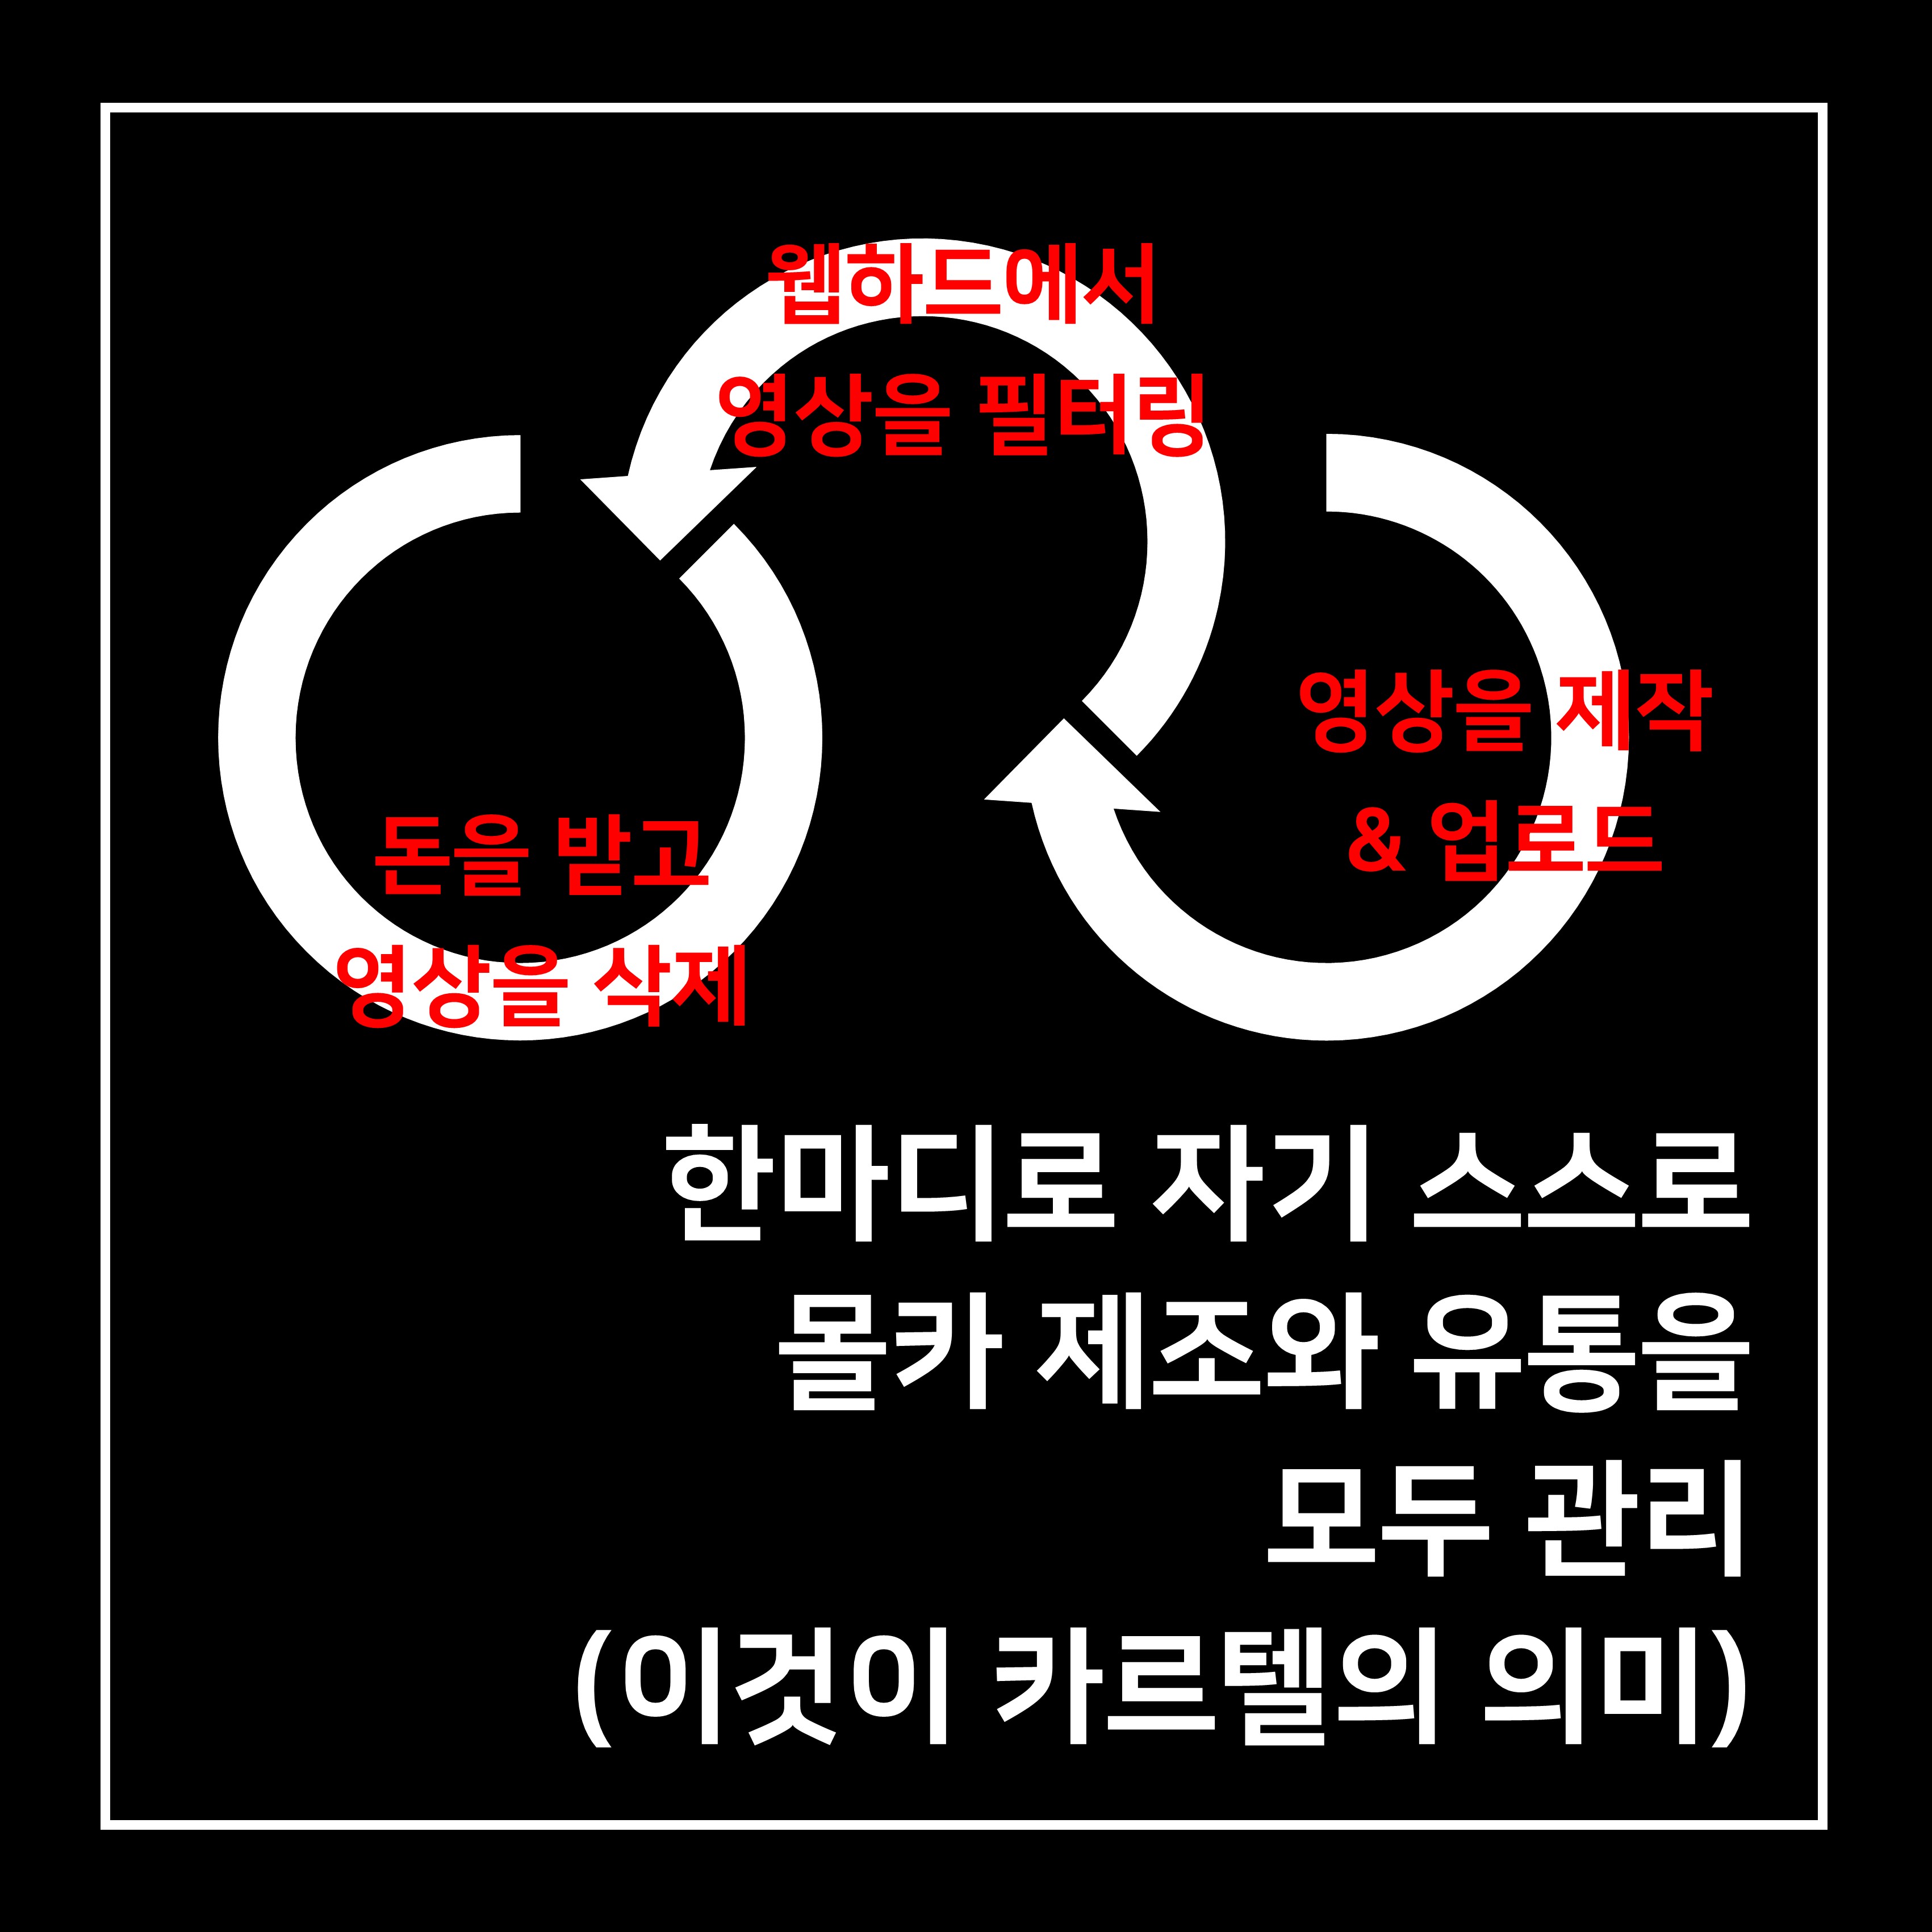 웹하드에서
영상을 필터링
영상을 제작
& 업로드
돈을 받고
영상을 삭제
한마디로 자기 스스로
몰카 제조와 유통을
모두 관리
(이것이 카르텔의 의미)